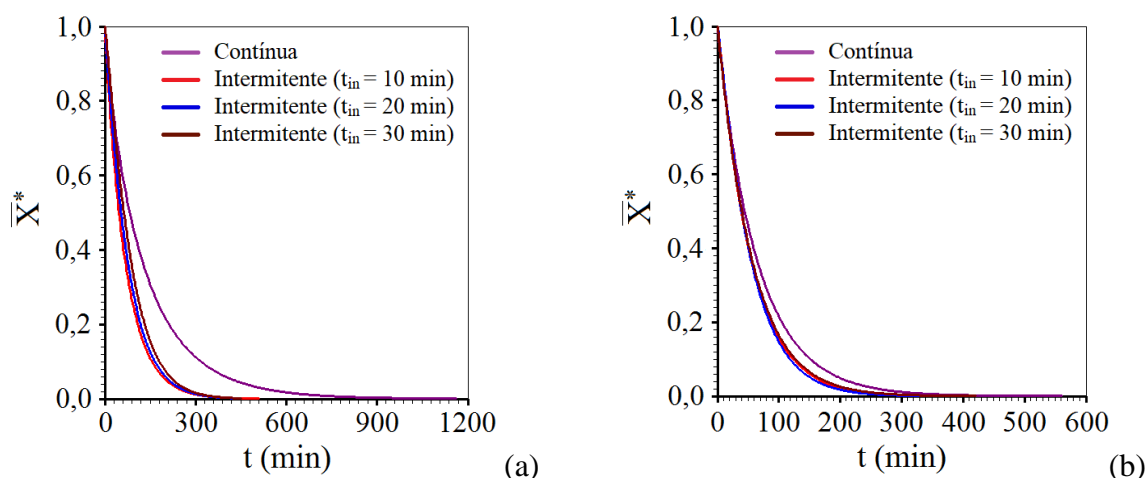 1,0
0,8
0,6
0,4
0,2
0,0
X̅*
Contínua
Intermitente (tᵢₙ = 10 min)
Intermitente (tᵢₙ = 20 min)
Intermitente (tᵢₙ = 30 min)
0 300 600 900 1200
t (min)
(a)
1,0
0,8
0,6
0,4
0,2
0,0
X̅*
Contínua
Intermitente (tᵢₙ = 10 min)
Intermitente (tᵢₙ = 20 min)
Intermitente (tᵢₙ = 30 min)
0 100 200 300 400 500 600
t (min)
(b)